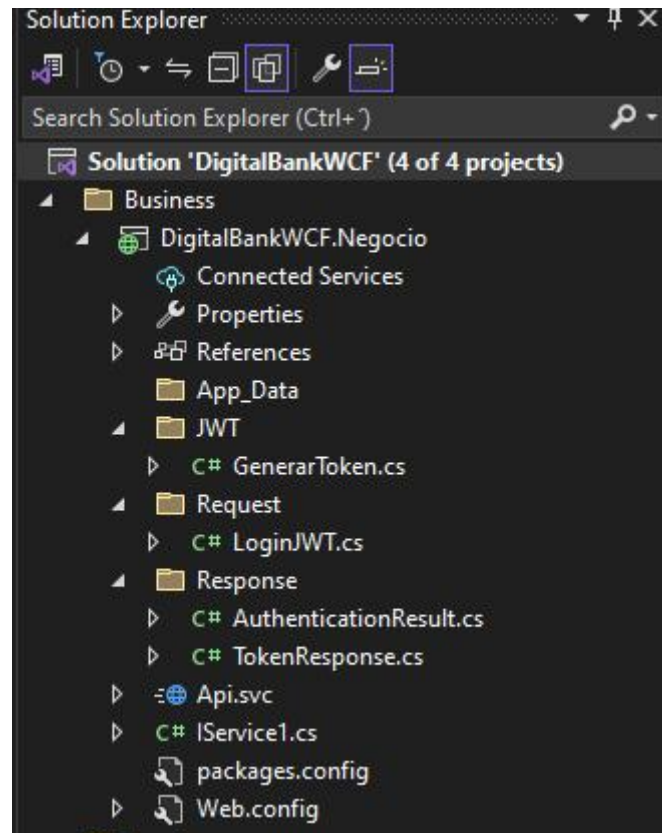 Solution Explorer
Search Solution Explorer (Ctrl+´)
Solution 'DigitalBankWCF' (4 of 4 projects)
Business
DigitalBankWCF.Negocio
Connected Services
Properties
References
App_Data
JWT
C# GenerarToken.cs
Request
C# LoginJWT.cs
Response
C# AuthenticationResult.cs
C# TokenResponse.cs
Api.svc
C# IService1.cs
packages.config
Web.config